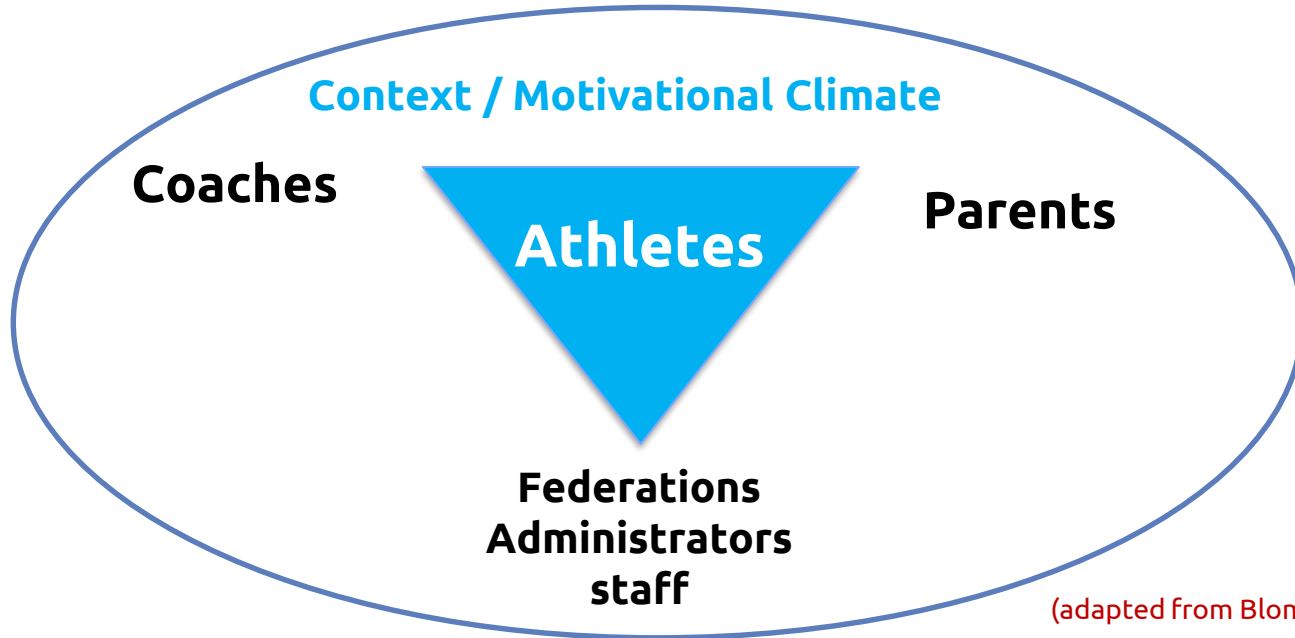 Context / Motivational Climate
Coaches
Athletes
Parents
Federations
Administrators
staff
(adapted from Blon